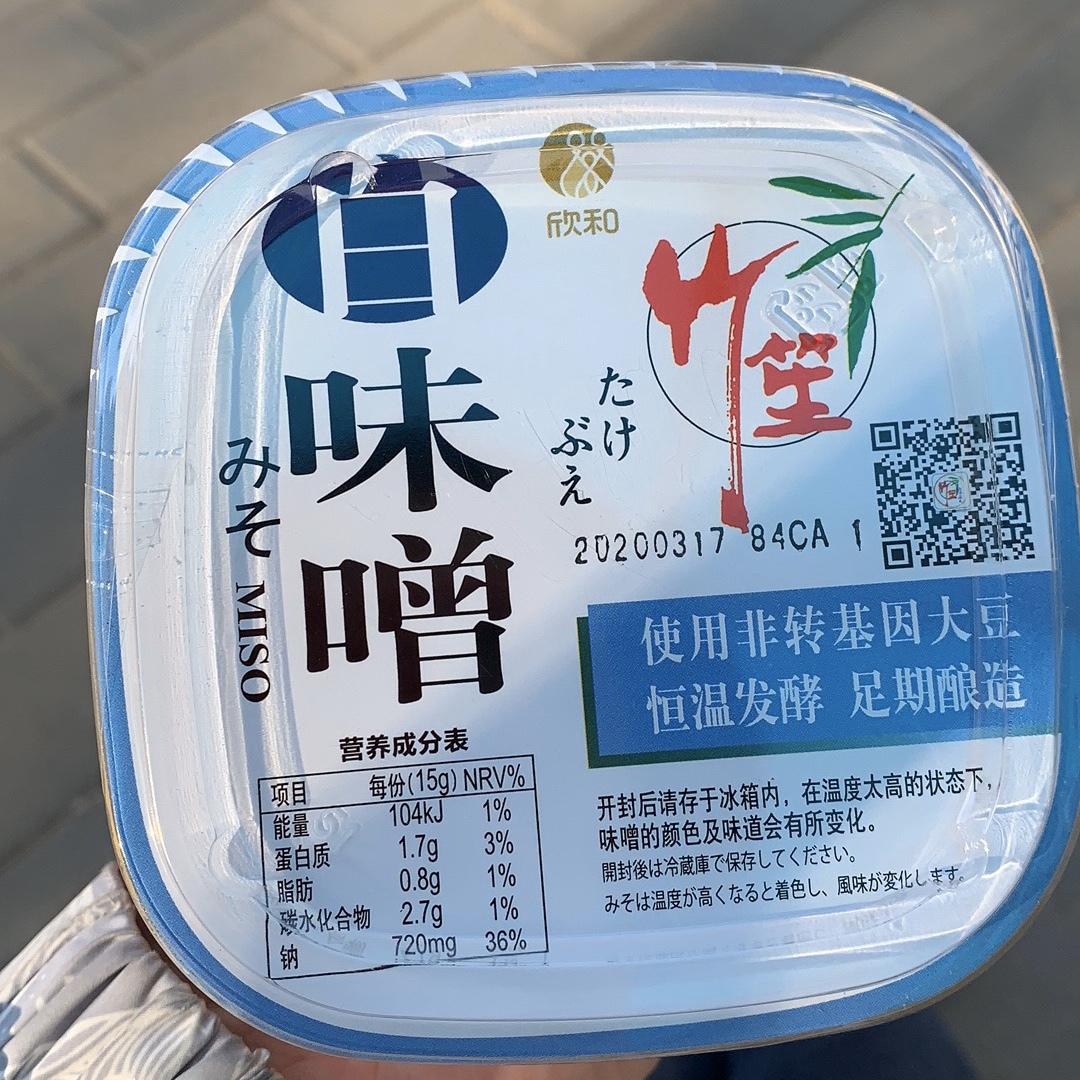 欣和
白味噌
みそ MISO
竹笙
たけ
ぶえ
20200317 84CA 1
使用非转基因大豆
恒温发酵 足期酿造
营养成分表
项目 每份(15g) NRV%
能量 104kJ 1%
蛋白质 1.7g 3%
脂肪 0.8g 1%
碳水化合物 2.7g 1%
钠 720mg 36%
开封后请存于冰箱内，在温度太高的状态下，
味噌的颜色及味道会有所变化。
開封後は冷蔵庫で保存してください。
みそは温度が高くなると着色し、風味が変化します。